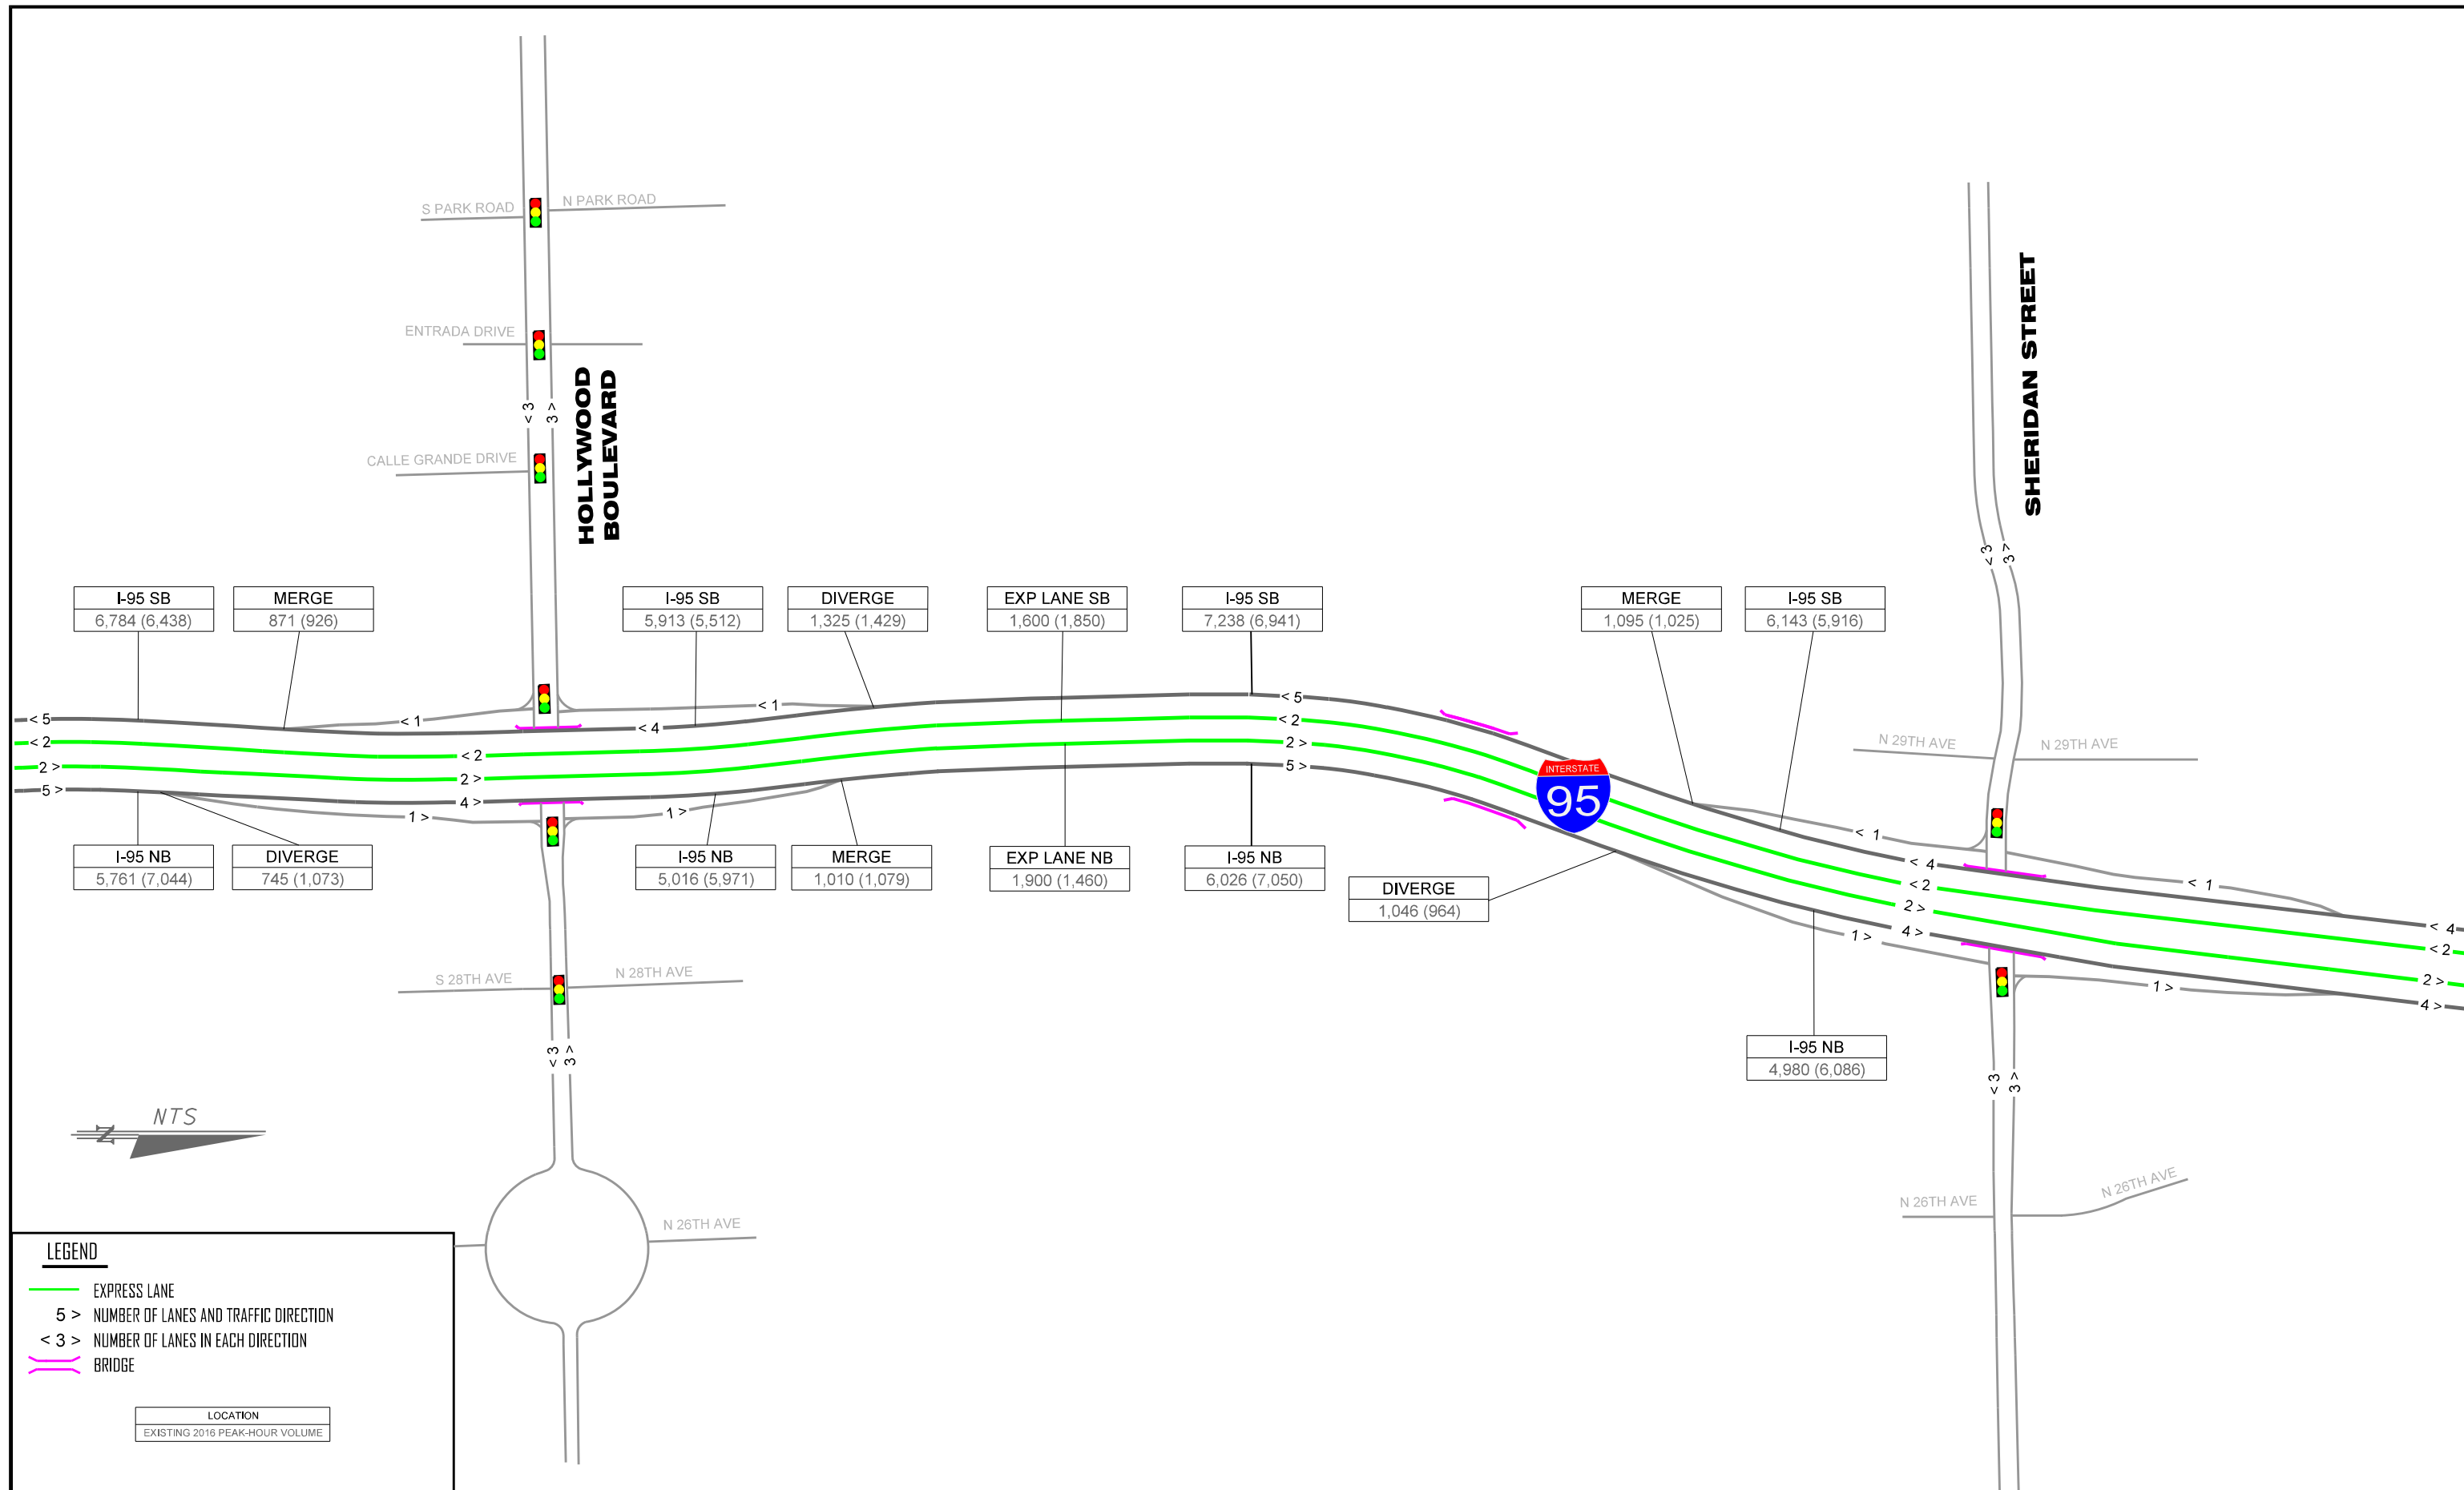 S PARK ROAD
N PARK ROAD
ENTRADA DRIVE
CALLE GRANDE DRIVE
< 3
3 >
HOLLYWOOD
BOULEVARD
SHERIDAN STREET
< 3
3 >
I-95 SB
6,784 (6,438)
MERGE
871 (926)
I-95 SB
5,913 (5,512)
DIVERGE
1,325 (1,429)
EXP LANE SB
1,600 (1,850)
I-95 SB
7,238 (6,941)
MERGE
1,095 (1,025)
I-95 SB
6,143 (5,916)
< 5
< 1
< 4
< 1
< 5
< 2
< 2
< 2
2 >
2 >
2 >
5 >
4 >
5 >
1 >
1 >
INTERSTATE
95
N 29TH AVE
N 29TH AVE
< 1
< 4
< 2
2 >
4 >
1 >
< 1
< 4
< 2
2 >
4 >
1 >
I-95 NB
5,761 (7,044)
DIVERGE
745 (1,073)
I-95 NB
5,016 (5,971)
MERGE
1,010 (1,079)
EXP LANE NB
1,900 (1,460)
I-95 NB
6,026 (7,050)
DIVERGE
1,046 (964)
I-95 NB
4,980 (6,086)
S 28TH AVE
N 28TH AVE
< 3
3 >
< 3
3 >
NTS
N
N 26TH AVE
N 26TH AVE
N 26TH AVE
LEGEND
EXPRESS LANE
5 > NUMBER OF LANES AND TRAFFIC DIRECTION
< 3 > NUMBER OF LANES IN EACH DIRECTION
BRIDGE
LOCATION
EXISTING 2016 PEAK-HOUR VOLUME